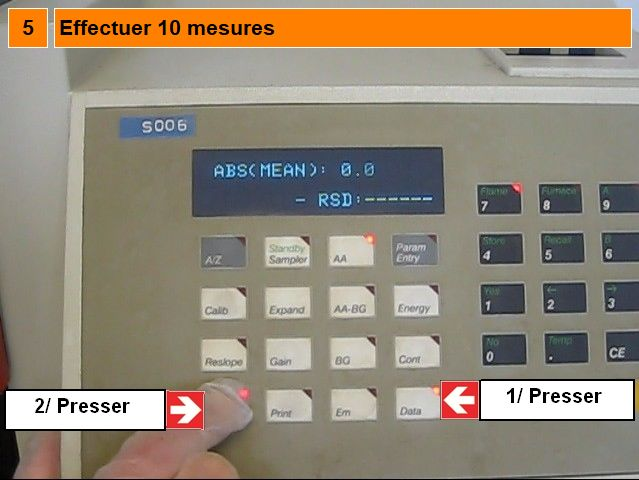 5 Effectuer 10 mesures
S006
ABS(MEAN): 0.0
- RSD:------
Flame Furnace A
7 8 9
A/Z Standby Sampler AA Param Entry
Store Recall B
4 5 6
Calib Expand AA-BG Energy
Yes ← →
1 2 3
Reslope Gain BG Cont
No Temp
0 . CE
2/ Presser
Print Em Data
1/ Presser